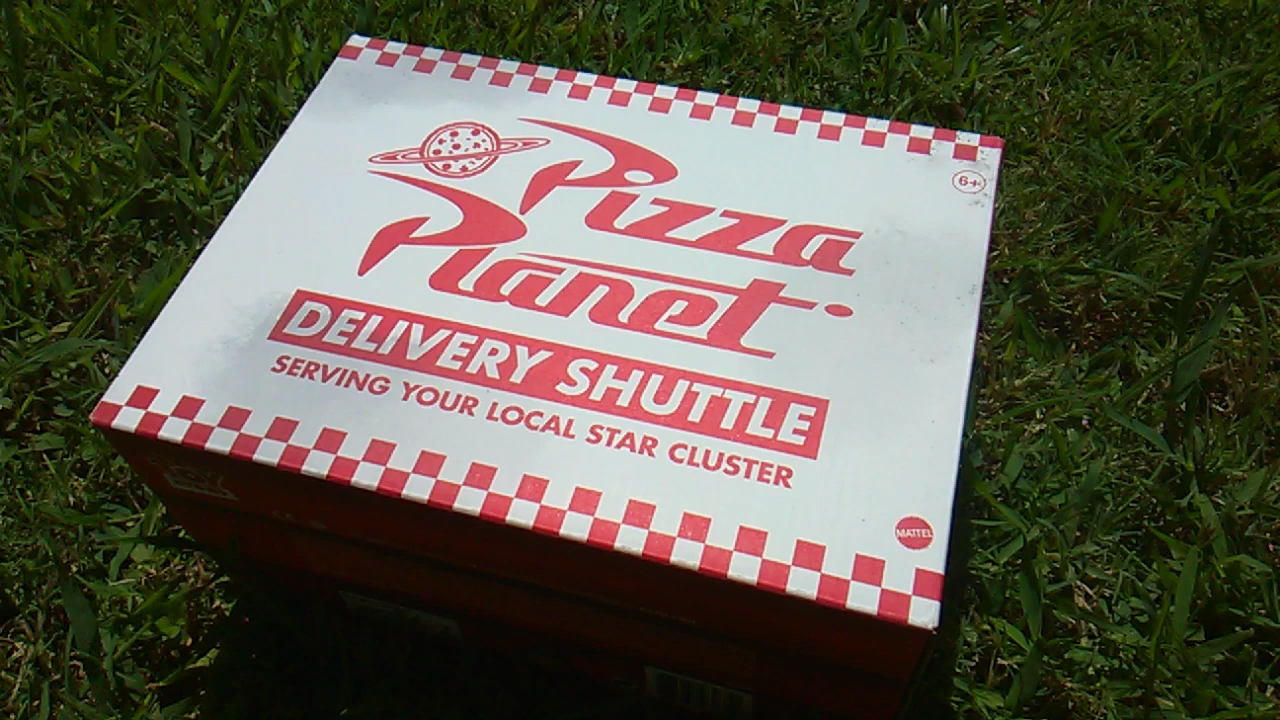 Pizza
Planet
6+
DELIVERY SHUTTLE
SERVING YOUR LOCAL STAR CLUSTER
MATTEL